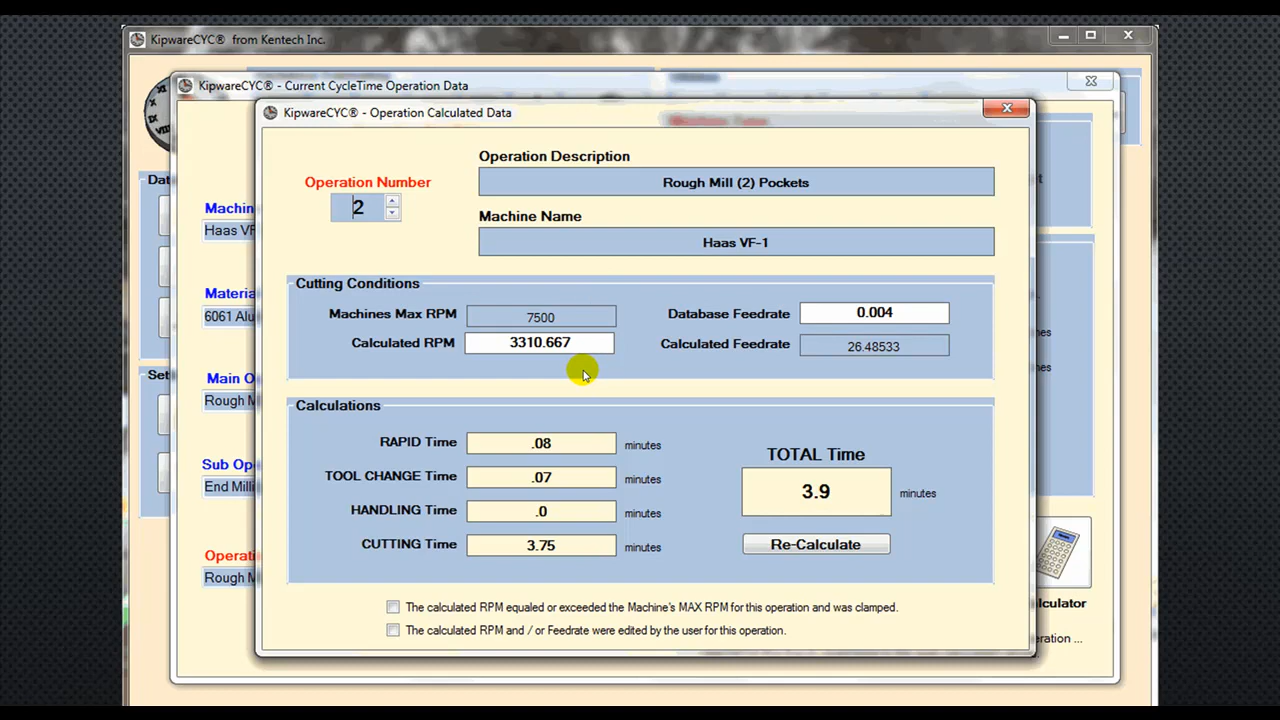 KipwareCYC® from Kentech Inc.
KipwareCYC® - Current CycleTime Operation Data
KipwareCYC® - Operation Calculated Data
Operation Description
Operation Number
Rough Mill (2) Pockets
2
Machine Name
Haas VF-1
Haas VF
6061 Alu
Main O
Rough M
Sub Op
End Milli
Rough M
Cutting Conditions
Machines Max RPM 7500 Database Feedrate 0.004
Calculated RPM 3310.667 Calculated Feedrate 26.48533
Calculations
RAPID Time .08 minutes
TOOL CHANGE Time .07 minutes
HANDLING Time .0 minutes
CUTTING Time 3.75 minutes
TOTAL Time
3.9 minutes
Re-Calculate
The calculated RPM equaled or exceeded the Machine's MAX RPM for this operation and was clamped.
The calculated RPM and / or Feedrate were edited by the user for this operation.
lculator
eration ...